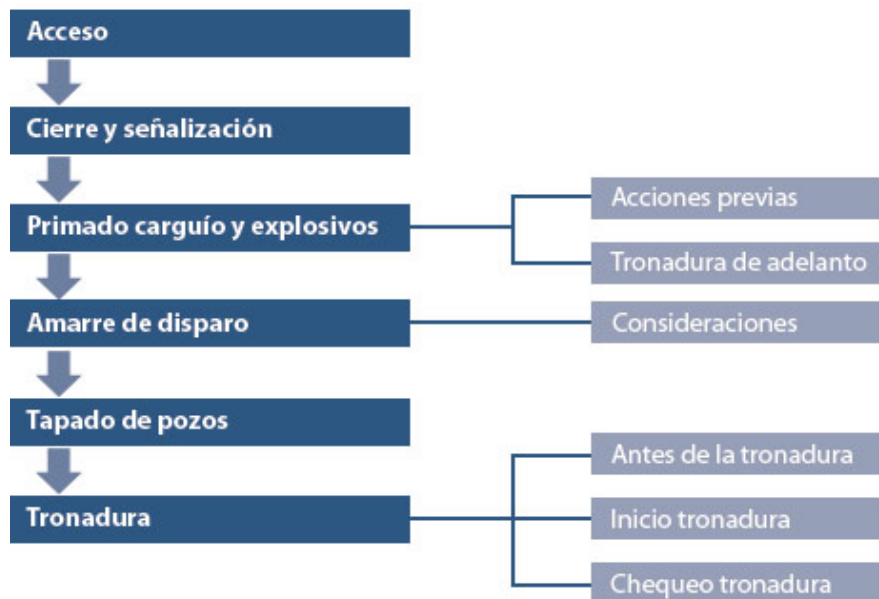 Acceso
Cierre y señalización
Primado carguío y explosivos
Acciones previas
Tronadura de adelanto
Amarre de disparo
Consideraciones
Tapado de pozos
Tronadura
Antes de la tronadura
Inicio tronadura
Chequeo tronadura